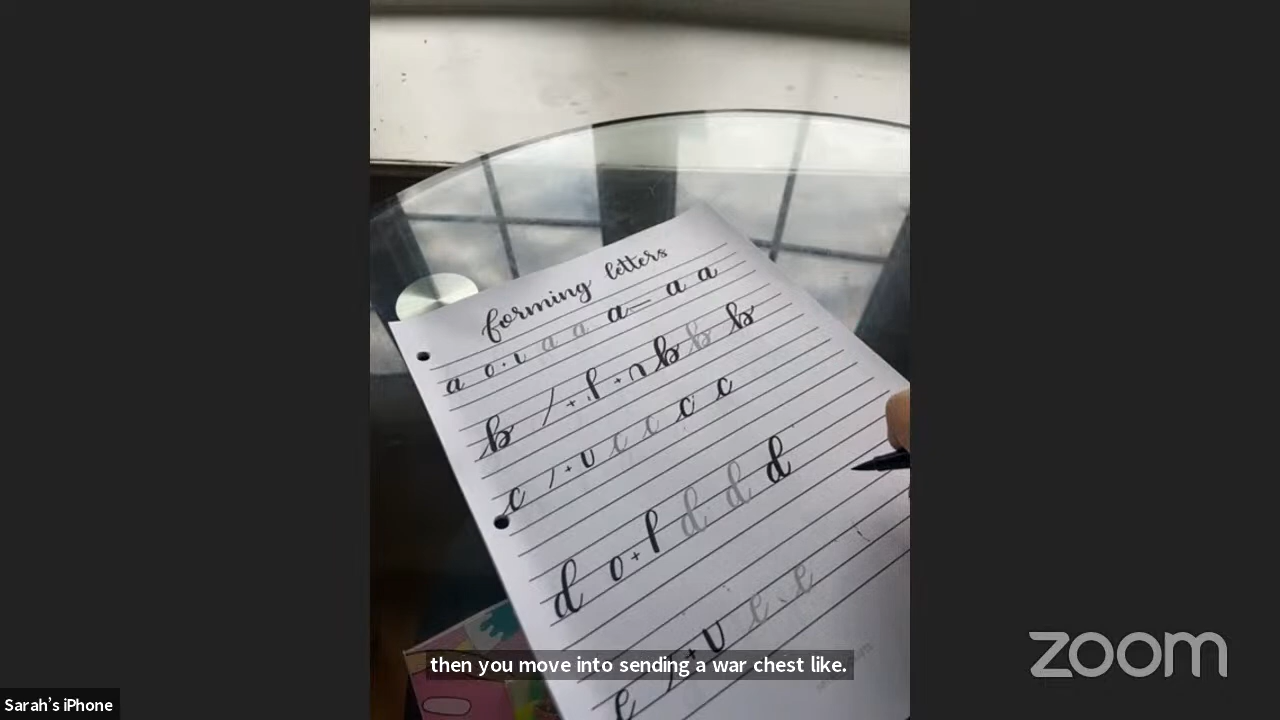 forming letters
a o + ι a a a a a
b / + l + n b b b
c / + υ c c c c
d o + l d d d
e / + υ e e
then you move into sending a war chest like.
zoom
Sarah's iPhone